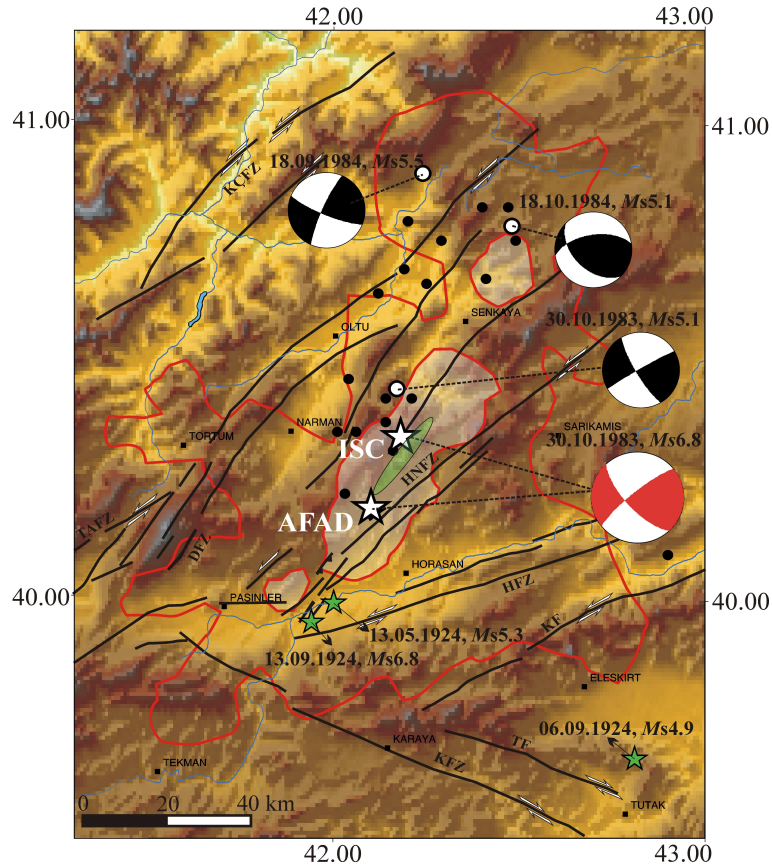 42.00
43.00
41.00
41.00
18.09.1984, Ms5.5
KÇFZ
18.10.1984, Ms5.1
SENKAYA
30.10.1983, Ms5.1
OLTU
NARMAN
TORTUM
SARIKAMIS
30.10.1983, Ms6.8
ISC
HNFZ
AFAD
TAFZ
DFZ
HORASAN
HFZ
40.00
40.00
PASINLER
KF
13.05.1924, Ms5.3
13.09.1924, Ms6.8
ELESKIRT
06.09.1924, Ms4.9
KARAYA
TF
KFZ
TEKMAN
TUTAK
0 20 40 km
42.00
43.00